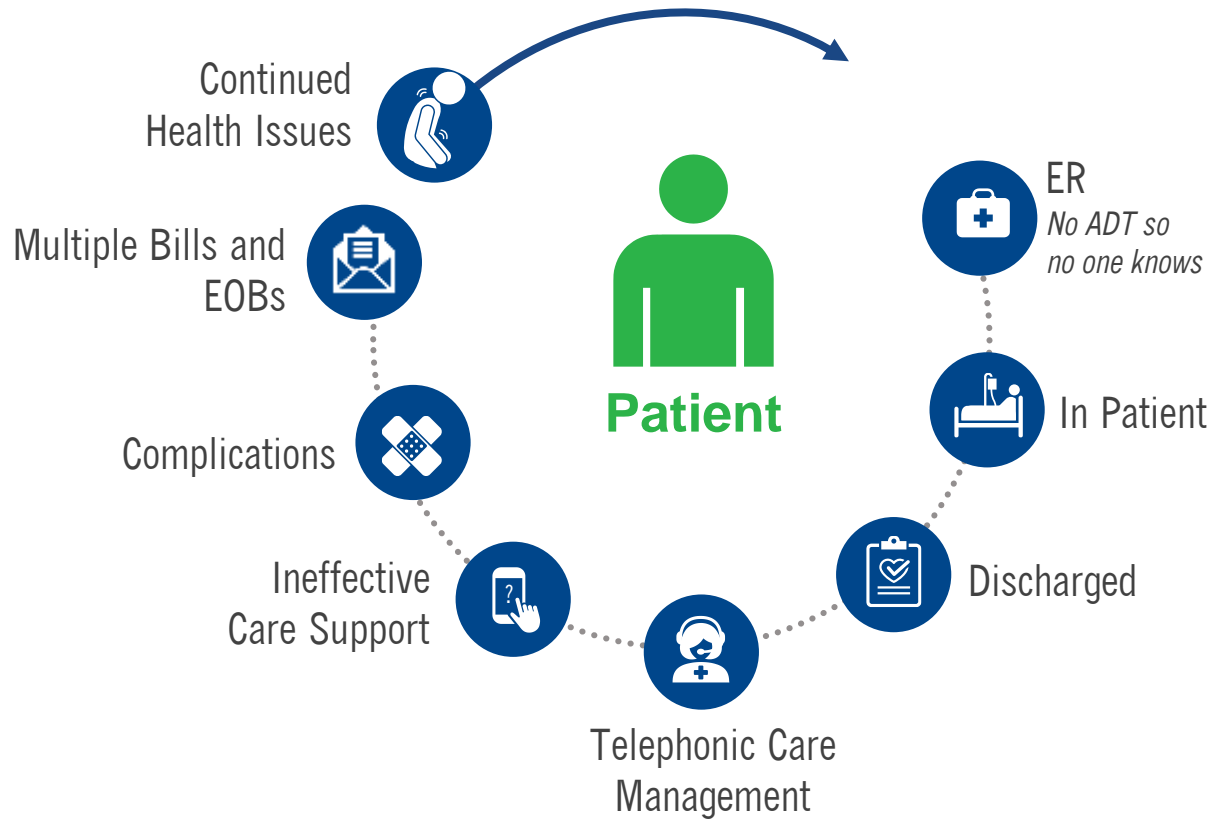 Continued
Health Issues
ER
No ADT so
no one knows
Multiple Bills and
EOBs
Patient
In Patient
Complications
Ineffective
Care Support
?
Discharged
Telephonic Care
Management